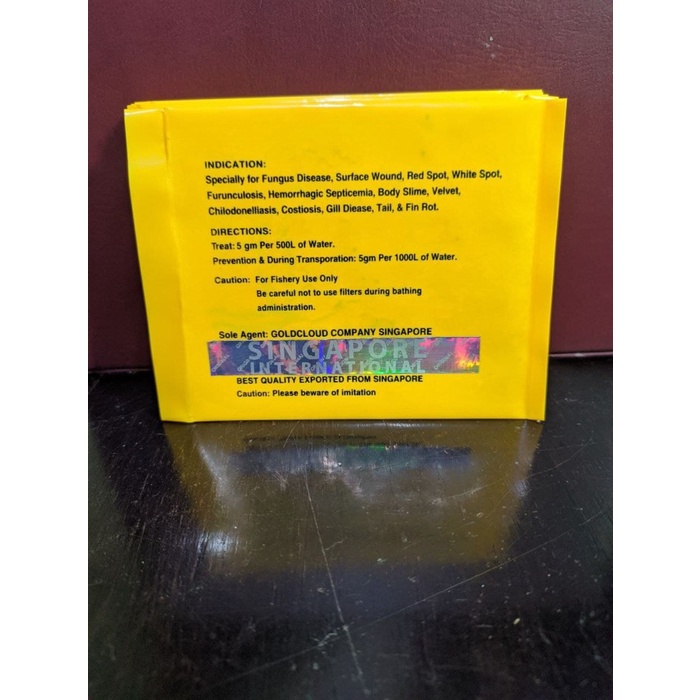 INDICATION:
Specially for Fungus Disease, Surface Wound, Red Spot, White Spot,
Furunculosis, Hemorrhagic Septicemia, Body Slime, Velvet,
Chilodonelliasis, Costiosis, Gill Diease, Tail, & Fin Rot.
DIRECTIONS:
Treat: 5 gm Per 500L of Water.
Prevention & During Transporation: 5gm Per 1000L of Water.
Caution: For Fishery Use Only
Be careful not to use filters during bathing
administration.
Sole Agent: GOLDCLOUD COMPANY SINGAPORE
SINGAPORE
INTERNATIONAL
BEST QUALITY EXPORTED FROM SINGAPORE
Caution: Please beware of imitation